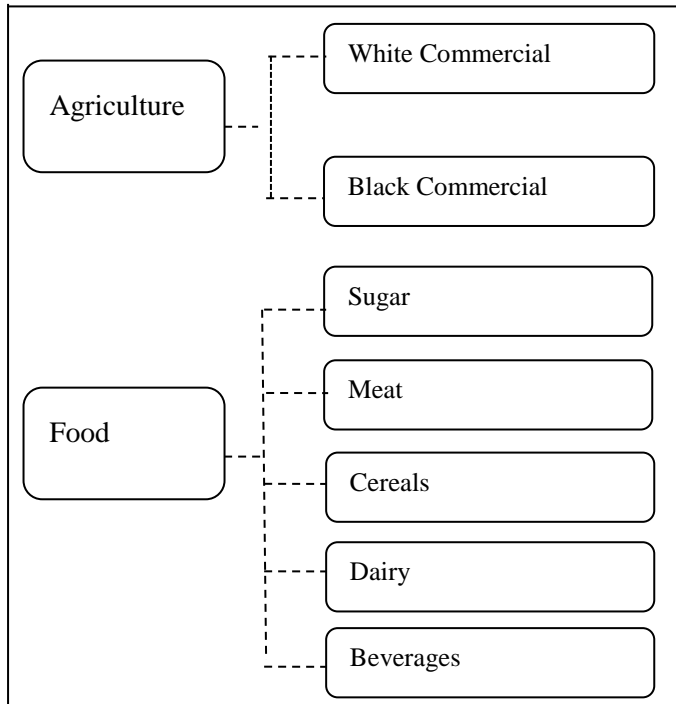 Agriculture
White Commercial
Black Commercial
Food
Sugar
Meat
Cereals
Dairy
Beverages